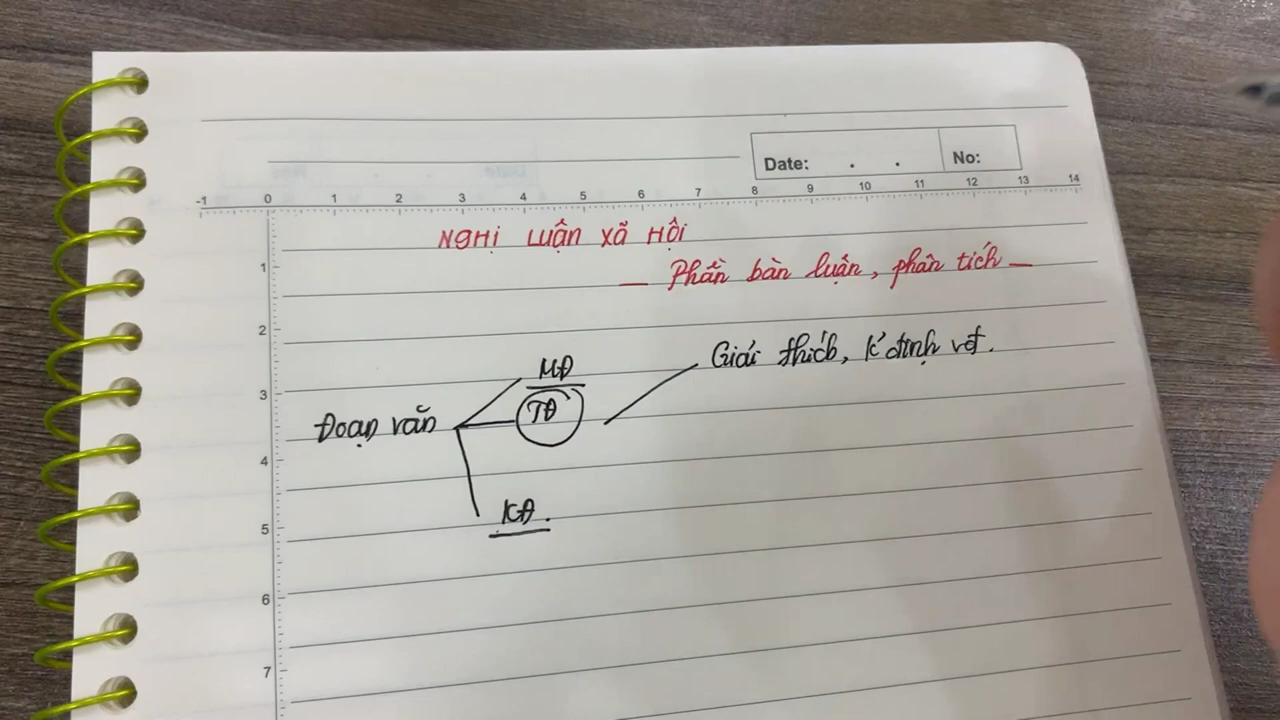 Date: . . No:
-1 0 1 2 3 4 5 6 7 8 9 10 11 12 13 14
NGHỊ LUẬN XÃ HỘI
— Phần bàn luận, phân tích —
1
2
Giải thích, k' định vđ.
MĐ
3
TĐ
Đoạn văn
4
KĐ.
5
6
7